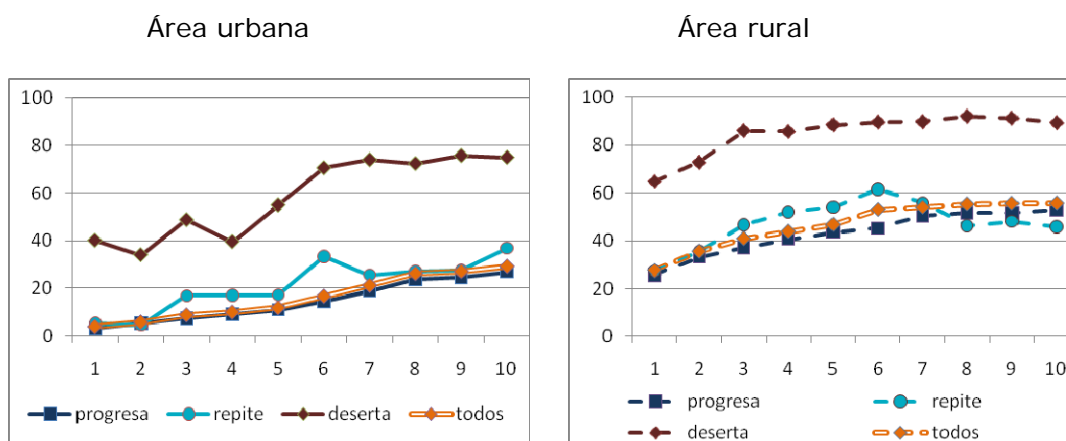 Área urbana
100
80
60
40
20
0
1 2 3 4 5 6 7 8 9 10
progresa repite deserta todos
Área rural
100
80
60
40
20
0
1 2 3 4 5 6 7 8 9 10
progresa repite
deserta todos